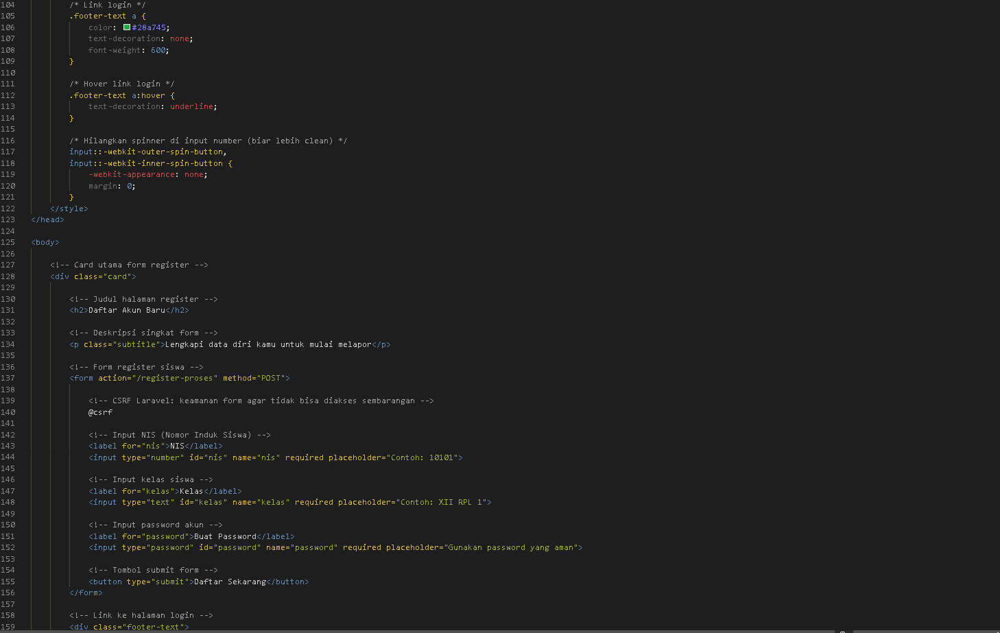 104 /* Link login */
105 .footer-text a {
106 color: #28a745;
107 text-decoration: none;
108 font-weight: 600;
109 }
110
111 /* Hover link login */
112 .footer-text a:hover {
113 text-decoration: underline;
114 }
115
116 /* Hilangkan spinner di input number (biar lebih clean) */
117 input::-webkit-outer-spin-button,
118 input::-webkit-inner-spin-button {
119 -webkit-appearance: none;
120 margin: 0;
121 }
122 </style>
123 </head>
124
125 <body>
126
127 <!-- Card utama form register -->
128 <div class="card">
129
130 <!-- Judul halaman register -->
131 <h2>Daftar Akun Baru</h2>
132
133 <!-- Deskripsi singkat form -->
134 <p class="subtitle">Lengkapi data diri kamu untuk mulai melapor</p>
135
136 <!-- Form register siswa -->
137 <form action="/register-proses" method="POST">
138
139 <!-- CSRF Laravel: keamanan form agar tidak bisa diakses sembarangan -->
140 @csrf
141
142 <!-- Input NIS (Nomor Induk Siswa) -->
143 <label for="nis">NIS</label>
144 <input type="number" id="nis" name="nis" required placeholder="Contoh: 10101">
145
146 <!-- Input kelas siswa -->
147 <label for="kelas">Kelas</label>
148 <input type="text" id="kelas" name="kelas" required placeholder="Contoh: XII RPL 1">
149
150 <!-- Input password akun -->
151 <label for="password">Buat Password</label>
152 <input type="password" id="password" name="password" required placeholder="Gunakan password yang aman">
153
154 <!-- Tombol submit form -->
155 <button type="submit">Daftar Sekarang</button>
156 </form>
157
158 <!-- Link ke halaman login -->
159 <div class="footer-text">